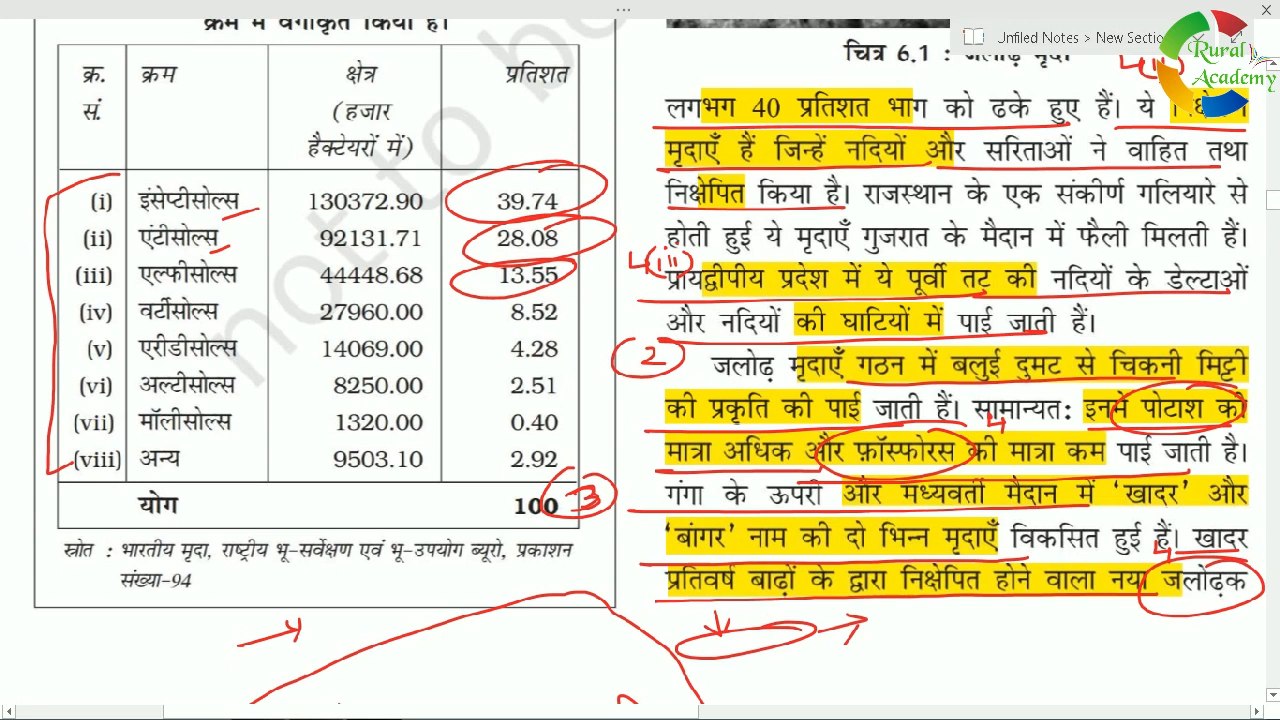 क्रम में वर्गीकृत किया है।
क्र. सं. क्रम क्षेत्र (हजार हैक्टेयरों में) प्रतिशत
(i) इंसेप्टीसोल्स 130372.90 39.74
(ii) एंटीसोल्स 92131.71 28.08
(iii) एल्फीसोल्स 44448.68 13.55
(iv) वर्टीसोल्स 27960.00 8.52
(v) एरीडीसोल्स 14069.00 4.28
(vi) अल्टीसोल्स 8250.00 2.51
(vii) मॉलीसोल्स 1320.00 0.40
(viii) अन्य 9503.10 2.92
योग 100
3
स्रोत : भारतीय मृदा, राष्ट्रीय भू-सर्वेक्षण एवं भू-उपयोग ब्यूरो, प्रकाशन
संख्या-94
Unfiled Notes > New Sectio
Rural
Academy
चित्र 6.1 : जलोढ़ मृदा
लगभग 40 प्रतिशत भाग को ढके हुए हैं। ये
मृदाएँ हैं जिन्हें नदियों और सरिताओं ने वाहित तथा
निक्षेपित किया है। राजस्थान के एक संकीर्ण गलियारे से
होती हुई ये मृदाएँ गुजरात के मैदान में फैली मिलती हैं।
(iii)
प्रायद्वीपीय प्रदेश में ये पूर्वी तट की नदियों के डेल्टाओं
और नदियों की घाटियों में पाई जाती हैं।
2
जलोढ़ मृदाएँ गठन में बलुई दुमट से चिकनी मिट्टी
की प्रकृति की पाई जाती हैं। सामान्यत: इनमें पोटाश की
मात्रा अधिक और फ़ॉस्फोरस की मात्रा कम पाई जाती है।
गंगा के ऊपरी और मध्यवर्ती मैदान में ‘खादर’ और
‘बांगर’ नाम की दो भिन्न मृदाएँ विकसित हुई हैं। खादर
प्रतिवर्ष बाढ़ों के द्वारा निक्षेपित होने वाला नया जलोढ़क